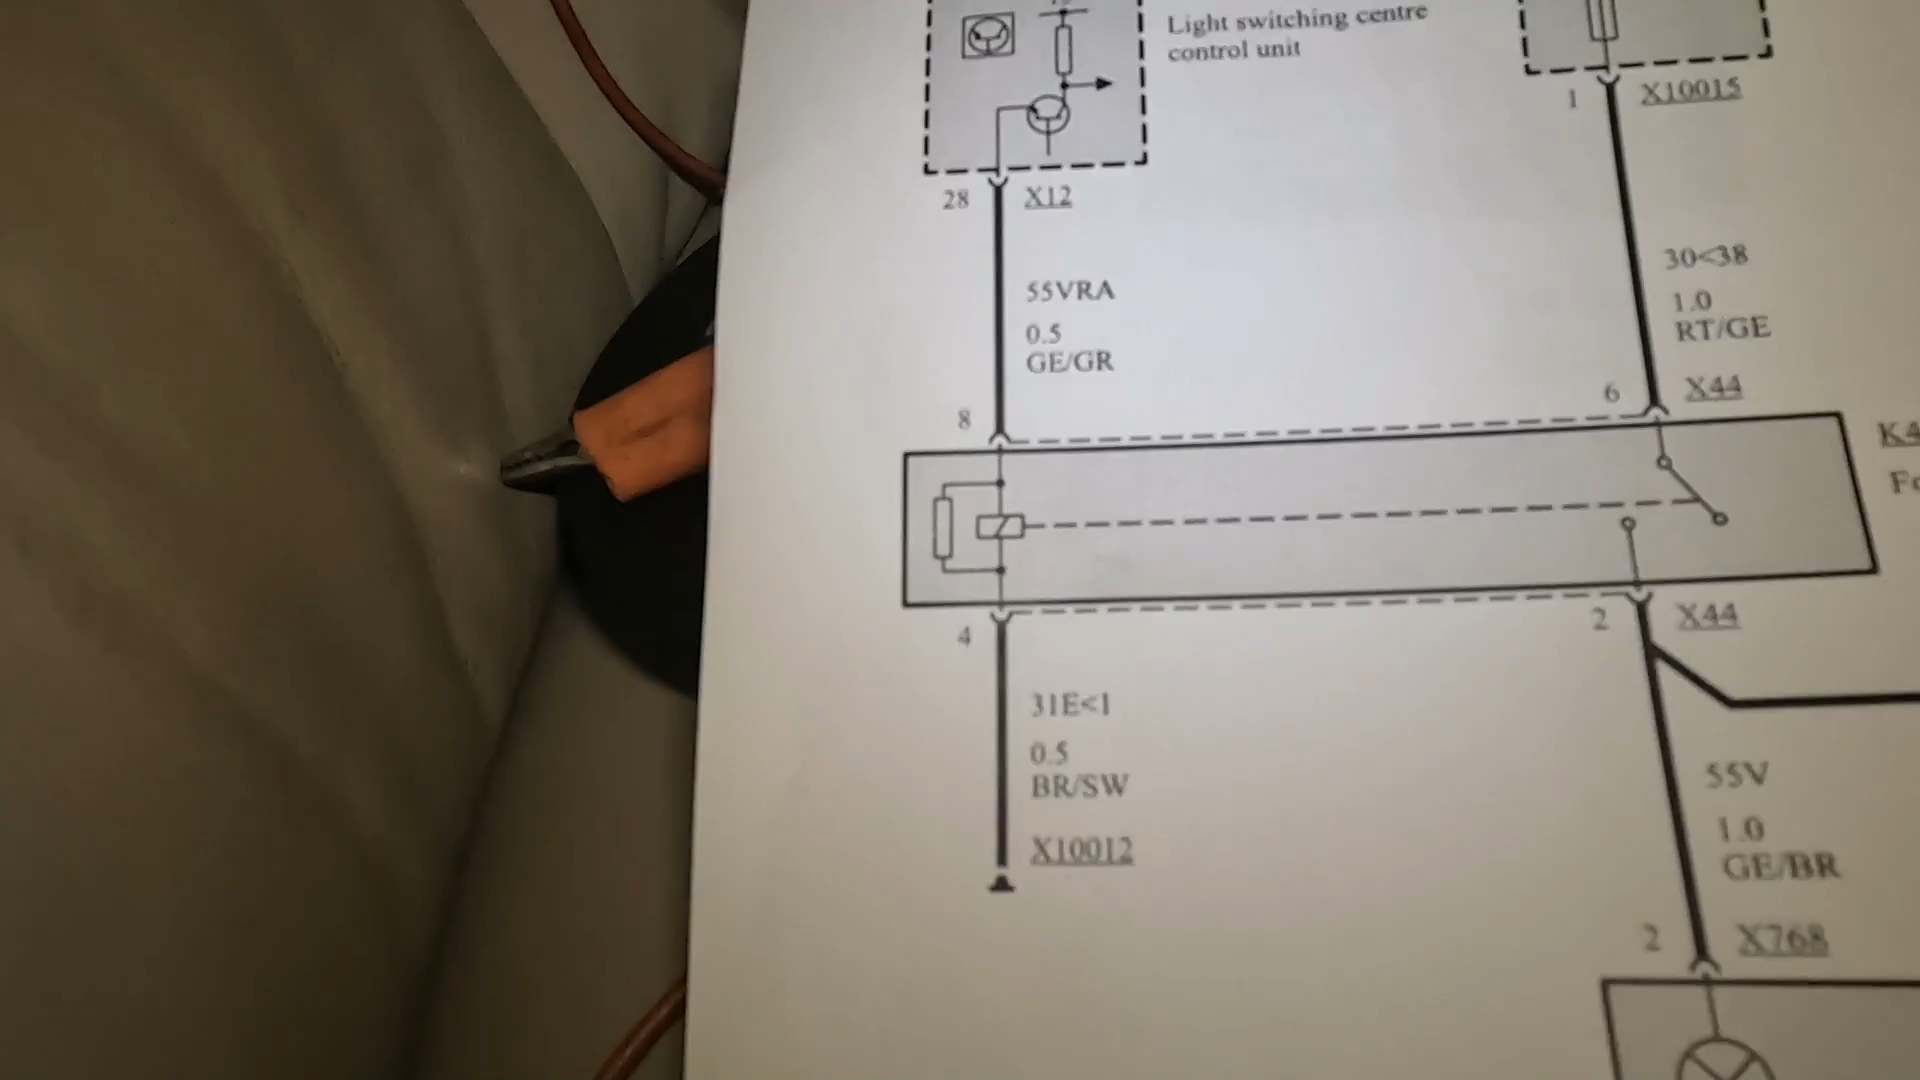 Light switching centre
control unit
1
X10015
28
X12
30<38
1.0
RT/GE
55VRA
0.5
GE/GR
6
X44
8
K4
Fo
2
X44
4
31E<1
0.5
BR/SW
X10012
55V
1.0
GE/BR
2
X768